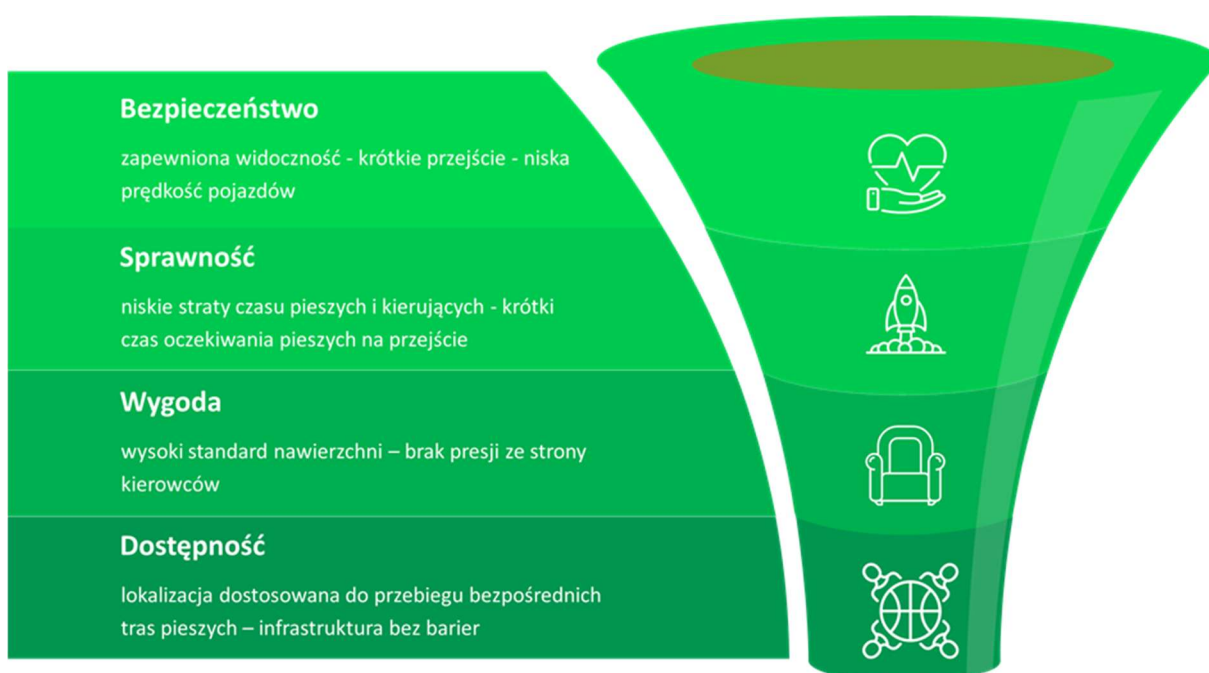 Bezpieczeństwo
zapewniona widoczność - krótkie przejście - niska
prędkość pojazdów
Sprawność
niskie straty czasu pieszych i kierujących - krótki
czas oczekiwania pieszych na przejście
Wygoda
wysoki standard nawierzchni – brak presji ze strony
kierowców
Dostępność
lokalizacja dostosowana do przebiegu bezpośrednich
tras pieszych – infrastruktura bez barier